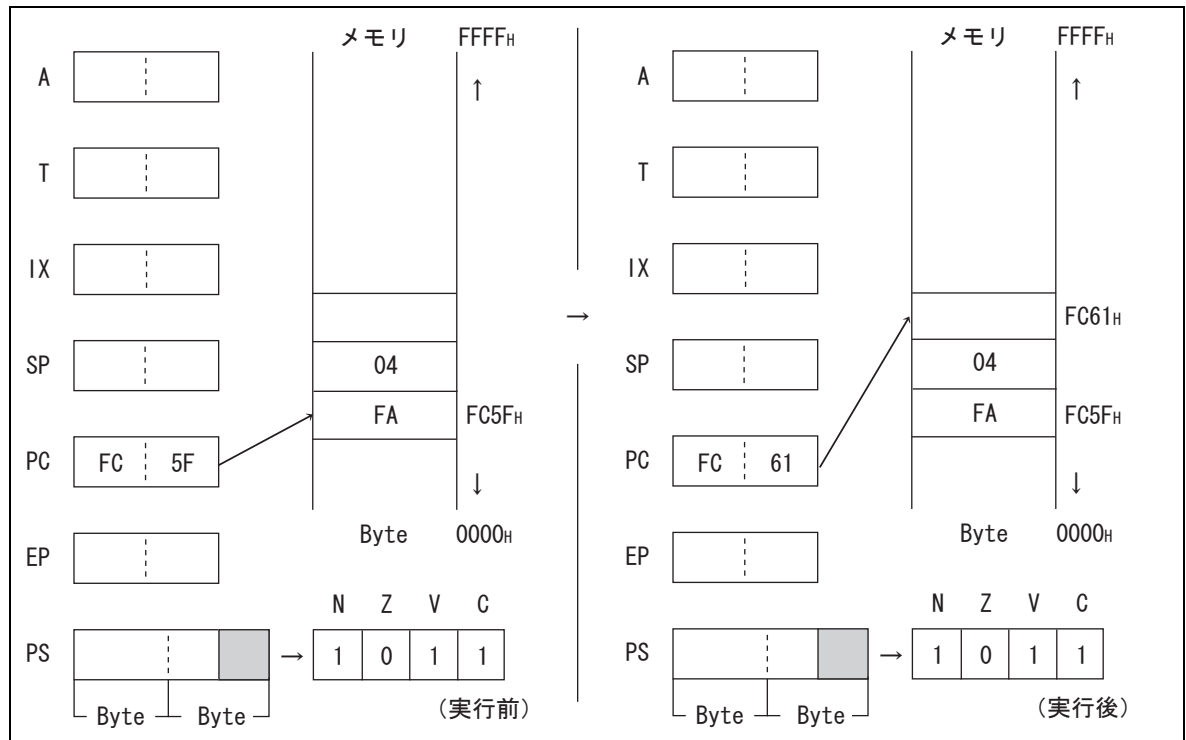 メモリ FFFFH
A
↑
T
IX
SP
04
FA FC5FH
PC FC 5F
↓
Byte 0000H
EP
N Z V C
PS → 1 0 1 1
Byte Byte (実行前)
→
メモリ FFFFH
A
↑
T
IX
FC61H
SP
04
FA FC5FH
PC FC 61
↓
Byte 0000H
EP
N Z V C
PS → 1 0 1 1
Byte Byte (実行後)